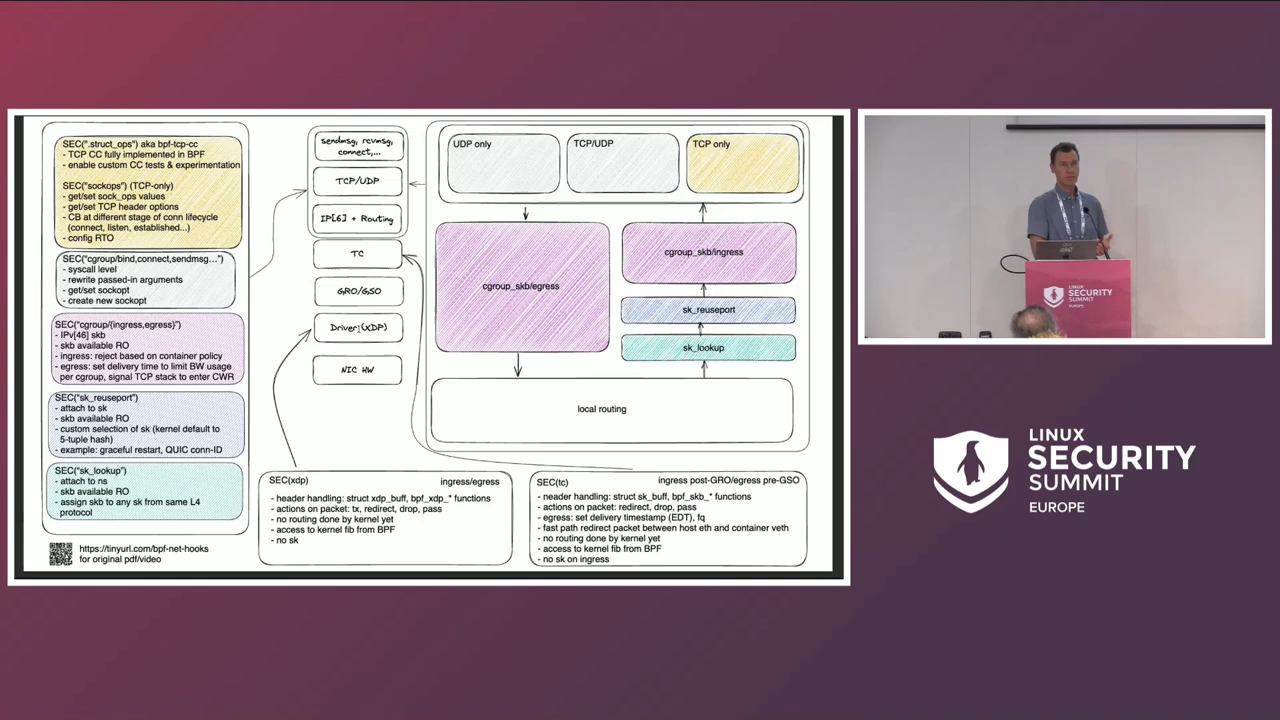 SEC(".struct_ops") aka bpf-tcp-cc
- TCP CC fully implemented in BPF
- enable custom CC tests & experimentation
SEC("sockops") (TCP-only)
- get/set sock_ops values
- get/set TCP header options
- CB at different stage of conn lifecycle
(connect, listen, established...)
- config RTO
SEC("cgroup/bind,connect,sendmsg...")
- syscall level
- rewrite passed-in arguments
- get/set sockopt
- create new sockopt
SEC("cgroup/{ingress,egress}")
- IPv[46] skb
- skb available RO
- ingress: reject based on container policy
- egress: set delivery time to limit BW usage
per cgroup, signal TCP stack to enter CWR
SEC("sk_reuseport")
- attach to sk
- skb available RO
- custom selection of sk (kernel default to
5-tuple hash)
- example: graceful restart, QUIC conn-ID
SEC("sk_lookup")
- attach to ns
- skb available RO
- assign skb to any sk from same L4
protocol
https://tinyurl.com/bpf-net-hooks
for original pdf/video
sendmsg, rcvmsg,
connect,...
TCP/UDP
IP[6] + Routing
TC
GRO/GSO
Driver (XDP)
NIC HW
UDP only
TCP/UDP
TCP only
cgroup_skb/egress
cgroup_skb/ingress
sk_reuseport
sk_lookup
local routing
SEC(xdp)
ingress/egress
- header handling: struct xdp_buff, bpf_xdp_* functions
- actions on packet: tx, redirect, drop, pass
- no routing done by kernel yet
- access to kernel fib from BPF
- no sk
SEC(tc)
ingress post-GRO/egress pre-GSO
- header handling: struct sk_buff, bpf_skb_* functions
- actions on packet: redirect, drop, pass
- egress: set delivery timestamp (EDT), fq
- fast path redirect packet between host eth and container veth
- no routing done by kernel yet
- access to kernel fib from BPF
- no sk on ingress
LINUX
SECURITY
SUMMIT
EUROPE
LINUX
SECURITY
SUMMIT
EUROPE